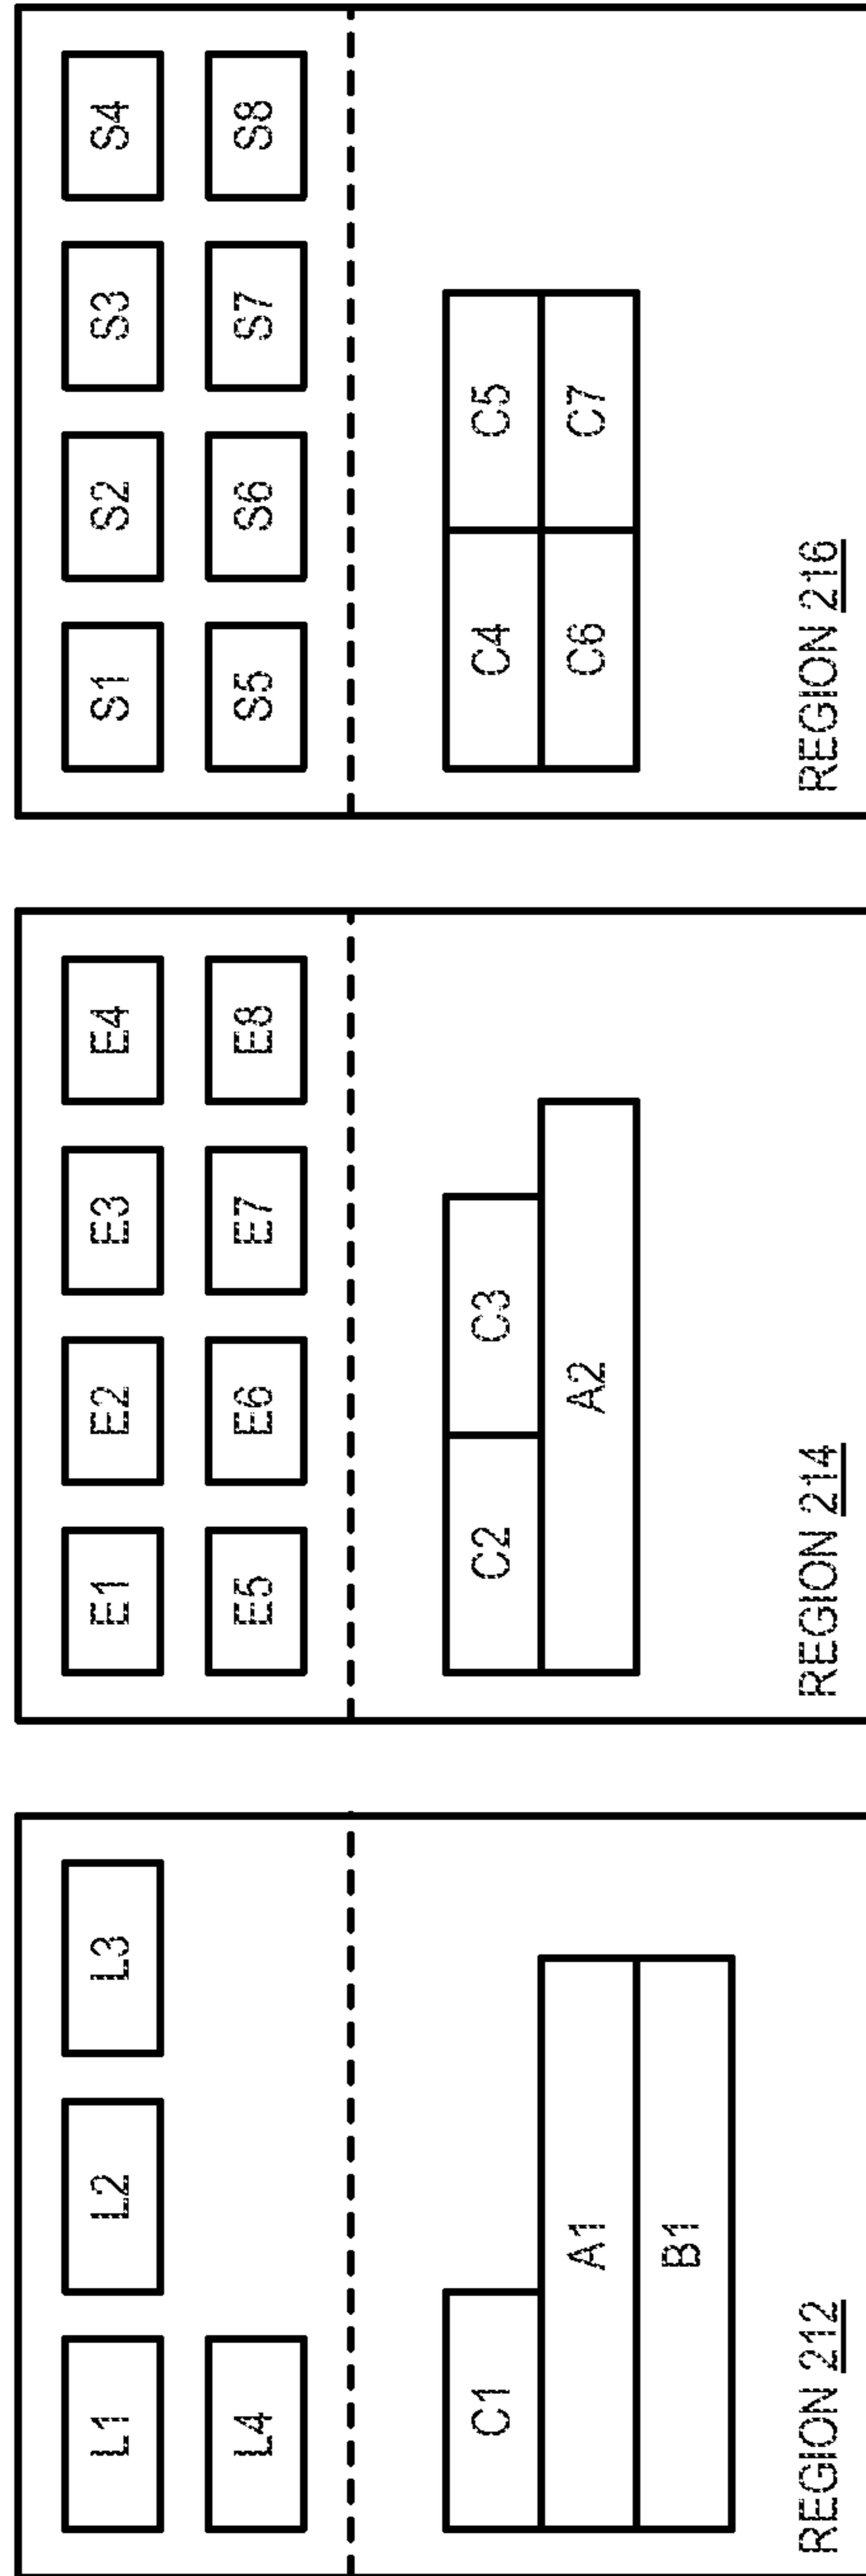 L1 L2 L3
L4
C1
A1
B1
REGION 212
E1 E2 E3 E4
E5 E6 E7 E8
C2 C3
A2
REGION 214
S1 S2 S3 S4
S5 S6 S7 S8
C4 C5
C6 C7
REGION 216